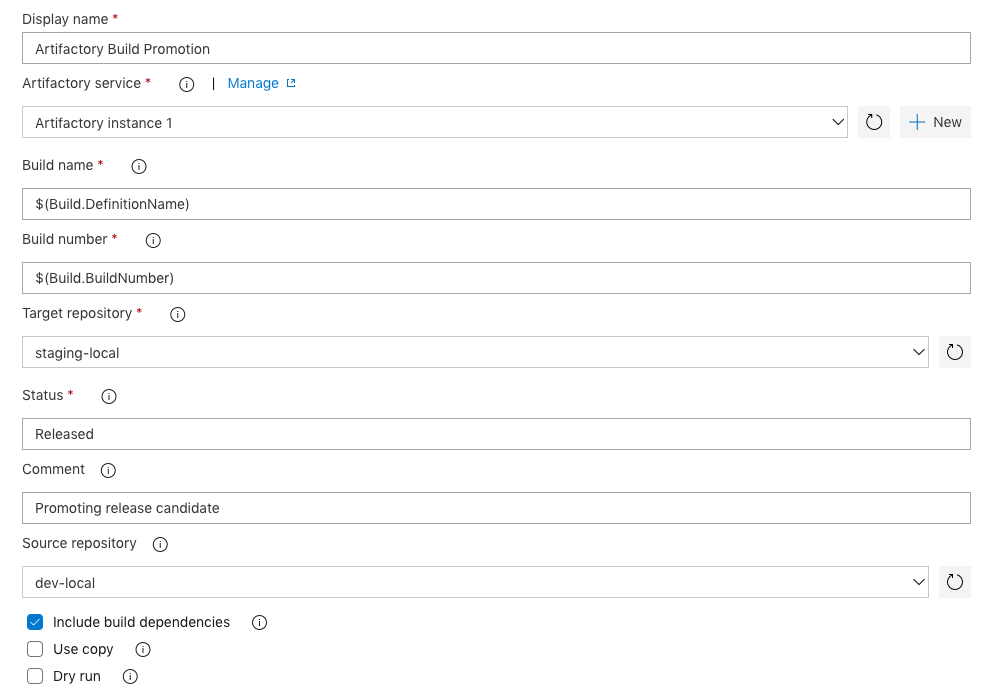 Display name *
Artifactory Build Promotion
Artifactory service * | Manage
Artifactory instance 1 New
Build name *
$(Build.DefinitionName)
Build number *
$(Build.BuildNumber)
Target repository *
staging-local
Status *
Released
Comment
Promoting release candidate
Source repository
dev-local
Include build dependencies
Use copy
Dry run